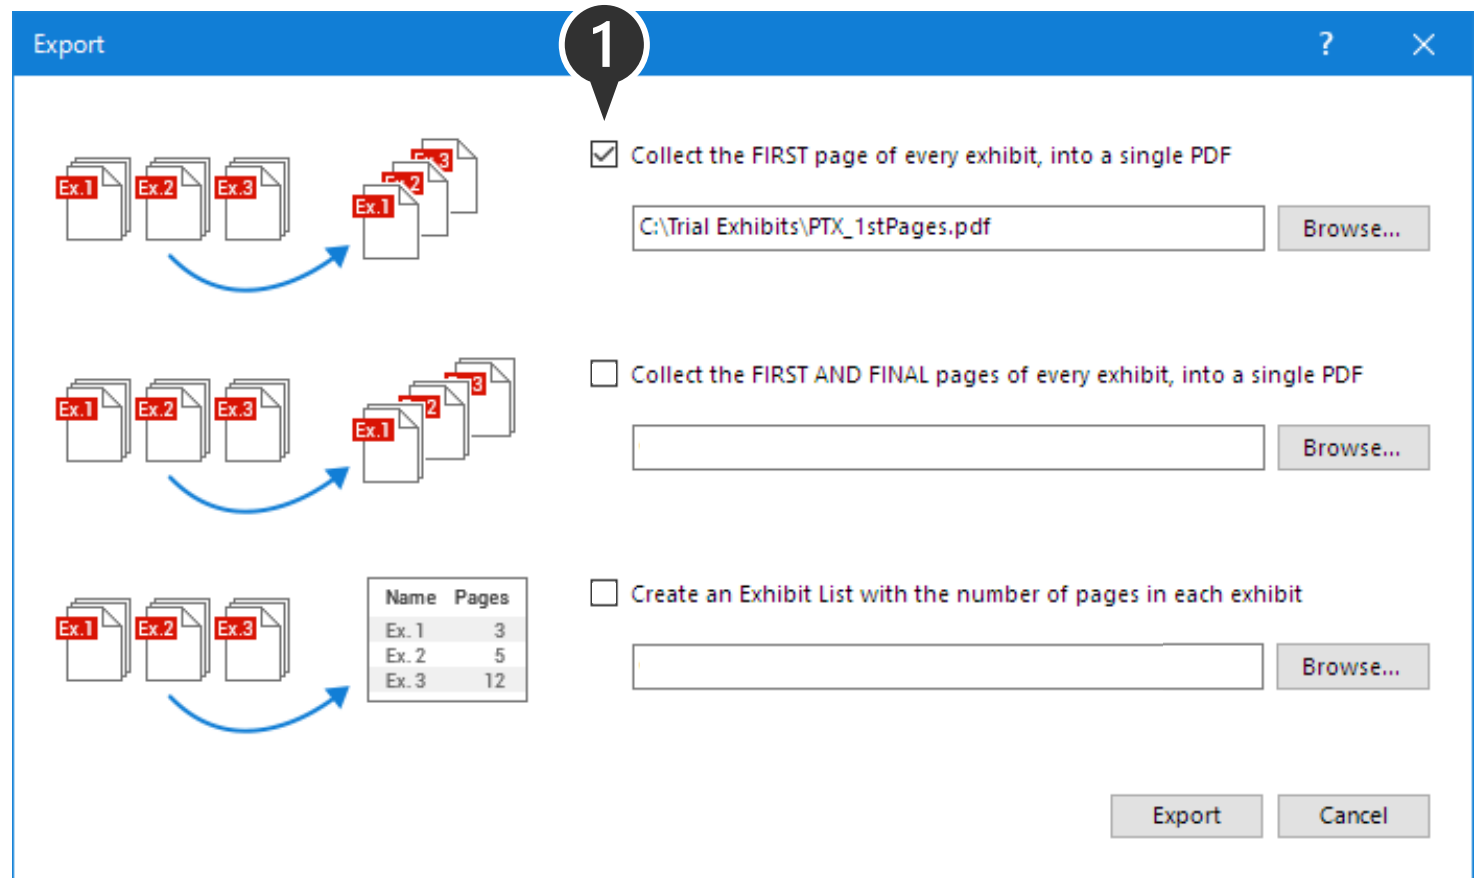 Export
?
1
Collect the FIRST page of every exhibit, into a single PDF
Ex.1 Ex.2 Ex.3
Ex.3
Ex.2
Ex.1
C:\Trial Exhibits\PTX_1stPages.pdf
Browse...
Collect the FIRST AND FINAL pages of every exhibit, into a single PDF
Ex.1 Ex.2 Ex.3
3
2
Ex.1
Browse...
Create an Exhibit List with the number of pages in each exhibit
Ex.1 Ex.2 Ex.3
Name Pages
Ex. 1 3
Ex. 2 5
Ex. 3 12
Browse...
Export
Cancel